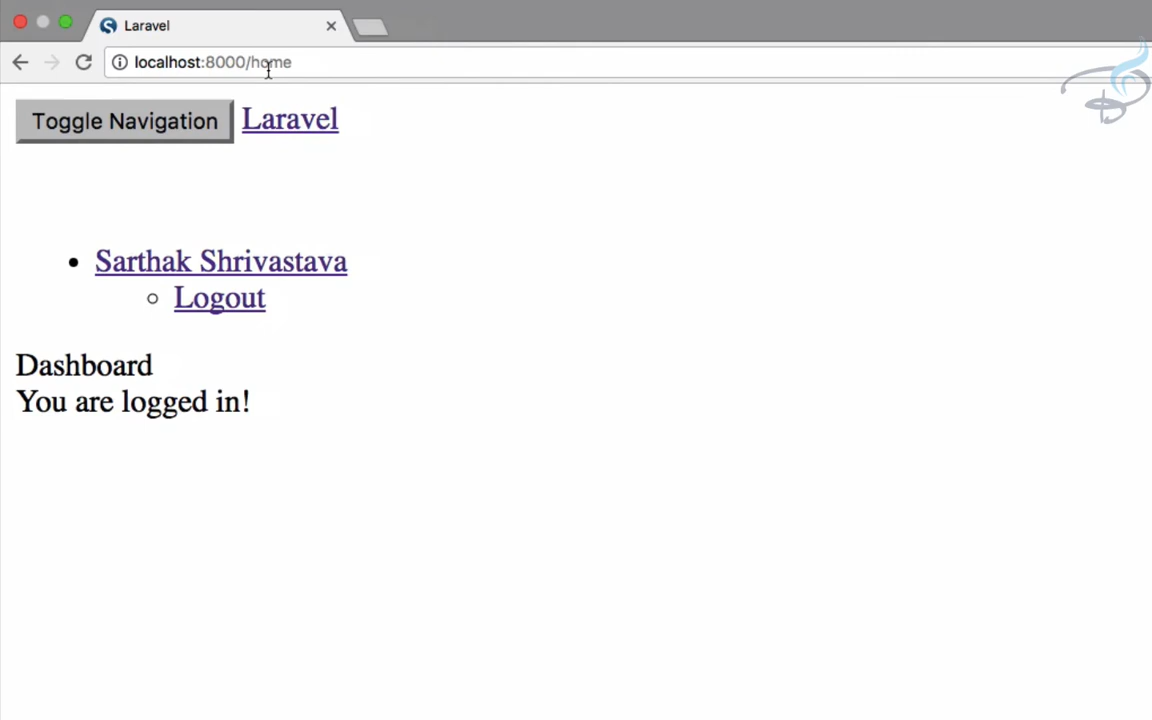 Laravel
localhost:8000/home
Toggle Navigation Laravel
Sarthak Shrivastava
Logout
Dashboard
You are logged in!